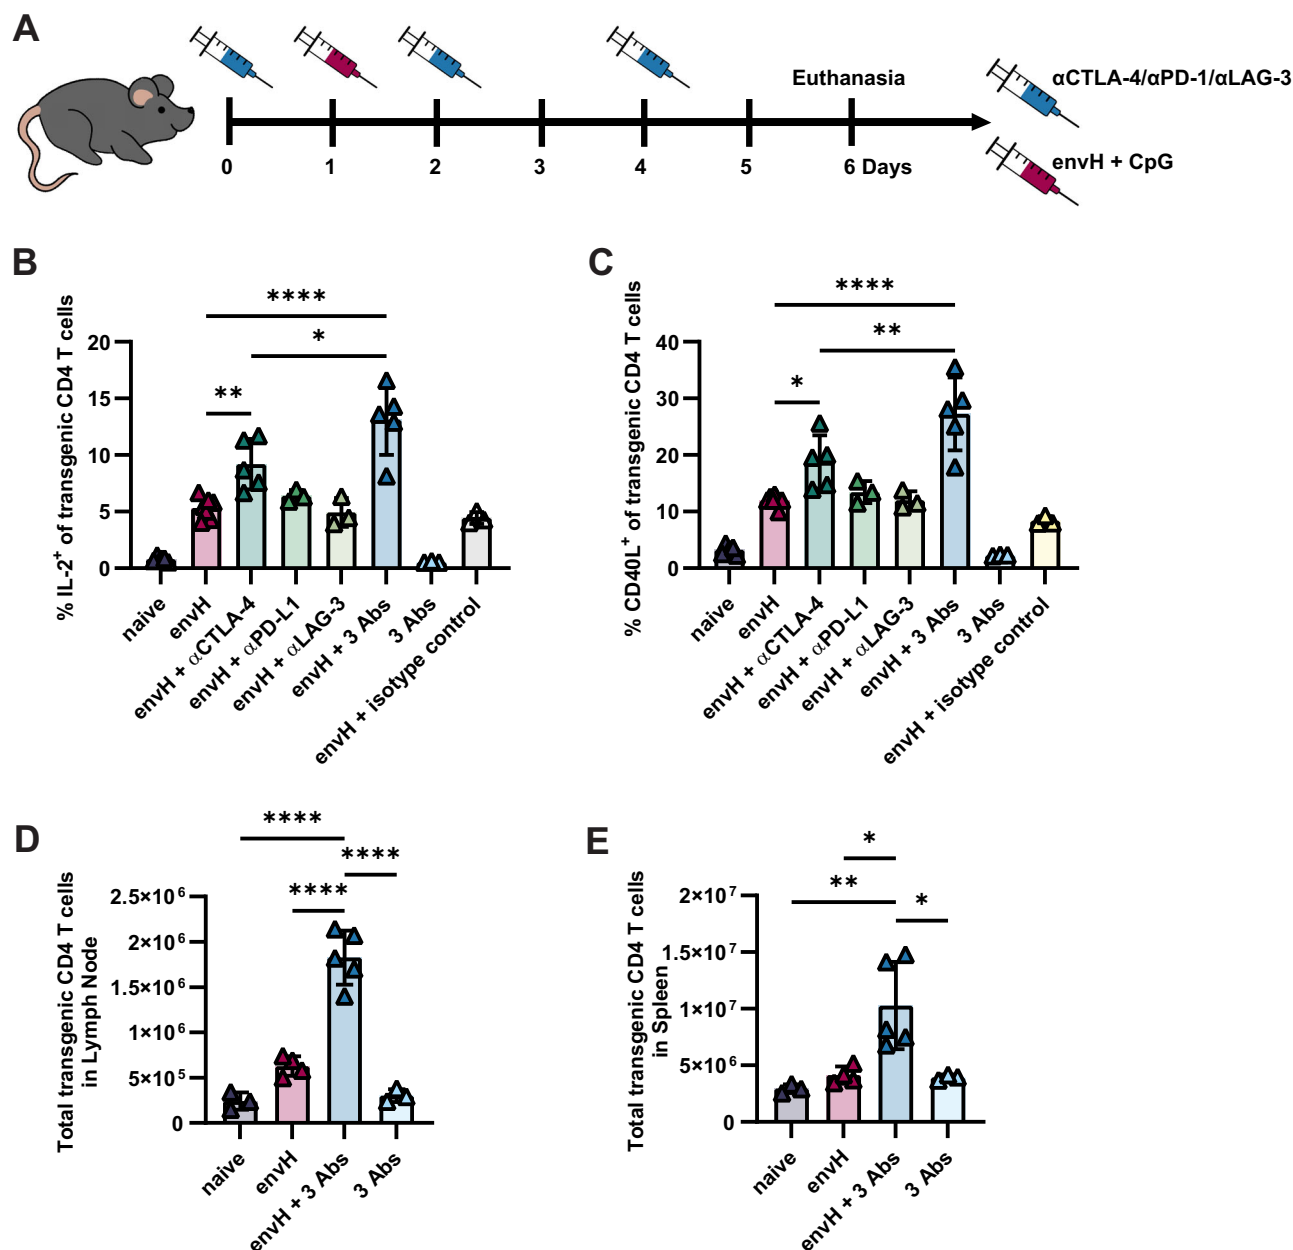 A
Euthanasia
αCTLA-4/αPD-1/αLAG-3
0 1 2 3 4 5 6 Days
envH + CpG
B
% IL-2⁺ of transgenic CD4 T cells
20
15
10
5
0
****
*
**
naive
envH
envH + αCTLA-4
envH + αPD-L1
envH + αLAG-3
envH + 3 Abs
3 Abs
envH + isotype control
C
% CD40L⁺ of transgenic CD4 T cells
40
30
20
10
0
****
**
*
naive
envH
envH + αCTLA-4
envH + αPD-L1
envH + αLAG-3
envH + 3 Abs
3 Abs
envH + isotype control
D
Total transgenic CD4 T cells
in Lymph Node
2.5×10⁶
2×10⁶
1.5×10⁶
1×10⁶
5×10⁵
0
****
****
****
naive
envH
envH + 3 Abs
3 Abs
E
Total transgenic CD4 T cells
in Spleen
2×10⁷
1.5×10⁷
1×10⁷
5×10⁶
0
*
**
*
naive
envH
envH + 3 Abs
3 Abs